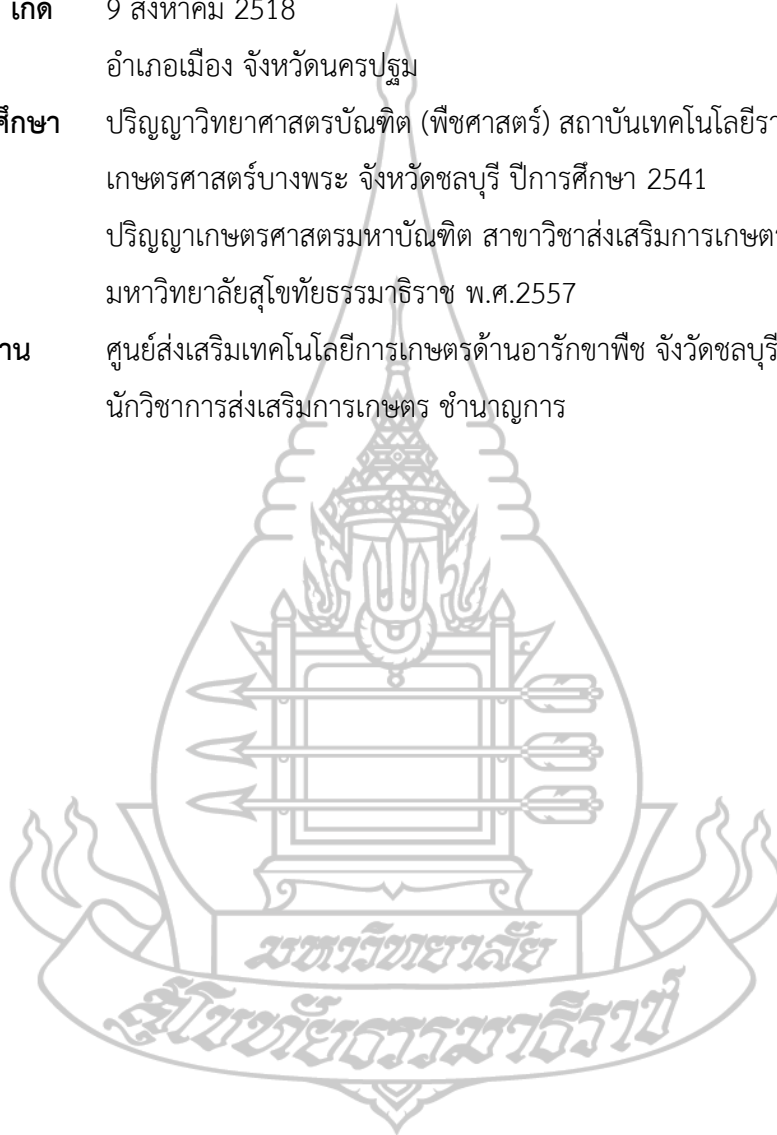 เกิด 9 สิงหาคม 2518
อำเภอเมือง จังหวัดนครปฐม
ศึกษา ปริญญาวิทยาศาสตรบัณฑิต (พืชศาสตร์) สถาบันเทคโนโลยีรา
เกษตรศาสตร์บางพระ จังหวัดชลบุรี ปีการศึกษา 2541
ปริญญาเกษตรศาสตรมหาบัณฑิต สาขาวิชาส่งเสริมการเกษตร
มหาวิทยาลัยสุโขทัยธรรมาธิราช พ.ศ.2557
าน ศูนย์ส่งเสริมเทคโนโลยีการเกษตรด้านอารักขาพืช จังวัดชลบุรี
นักวิชาการส่งเสริมการเกษตร ชำนาญการ
มหาวิทยาลัย
สุโขทัยธรรมาธิราช